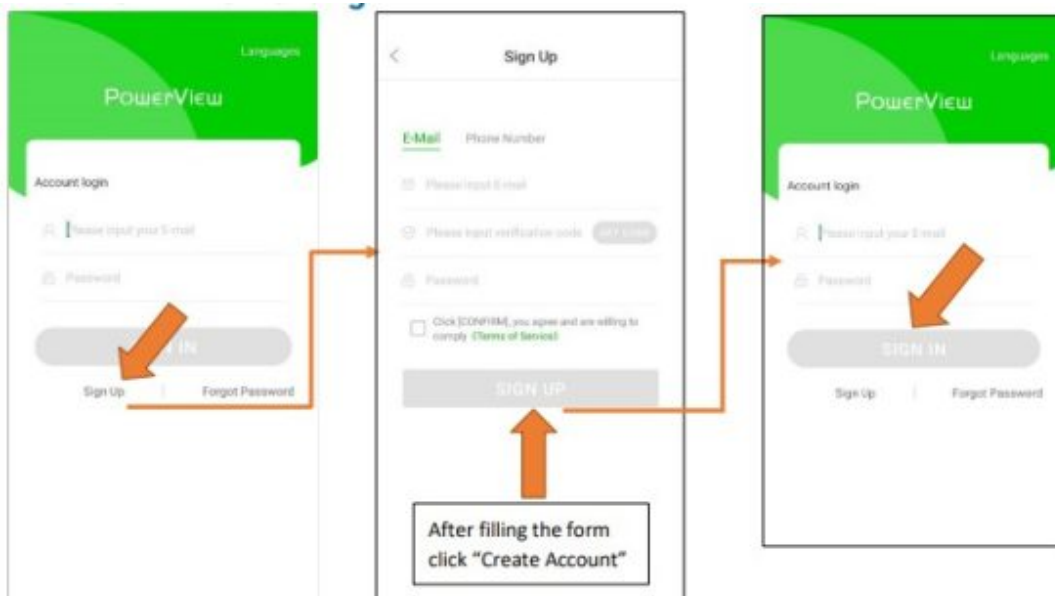 Languages
PowerView
Account login
Please input your E-mail
Password
IN
Sign Up
Forgot Password
Sign Up
E-Mail
Phone Number
Please input E-mail
Please input verification code
GET CODE
Password
Click [CONFIRM], you agree and are willing to
comply 《Terms of Service》
SIGN UP
After filling the form
click “Create Account”
Languages
PowerView
Account login
Please input your E-mail
Password
SIGN IN
Sign Up
Forgot Password